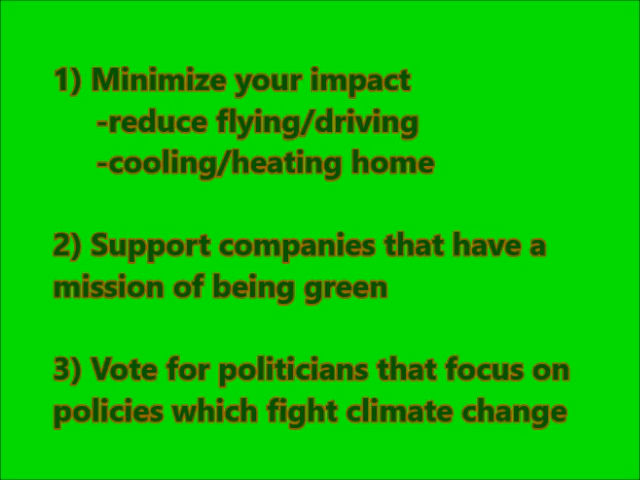 1) Minimize your impact
-reduce flying/driving
-cooling/heating home
2) Support companies that have a
mission of being green
3) Vote for politicians that focus on
policies which fight climate change